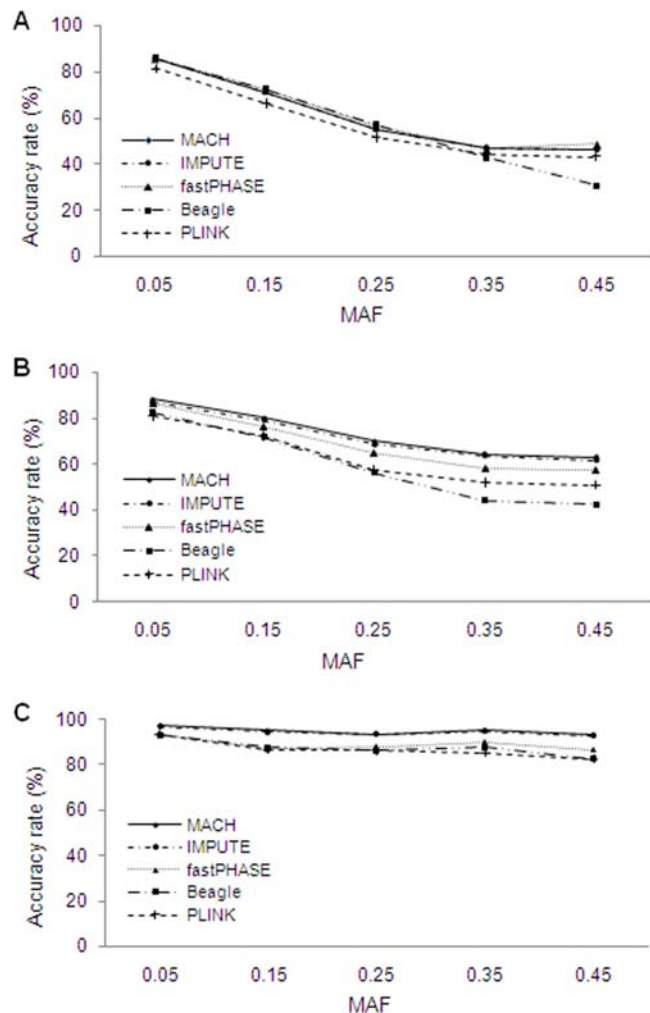 A
100
80
60
40
20
0
Accuracy rate (%)
MACH
IMPUTE
fastPHASE
Beagle
PLINK
0.05 0.15 0.25 0.35 0.45
MAF
B
100
80
60
40
20
0
Accuracy rate (%)
MACH
IMPUTE
fastPHASE
Beagle
PLINK
0.05 0.15 0.25 0.35 0.45
MAF
C
100
80
60
40
20
0
Accuracy rate (%)
MACH
IMPUTE
fastPHASE
Beagle
PLINK
0.05 0.15 0.25 0.35 0.45
MAF